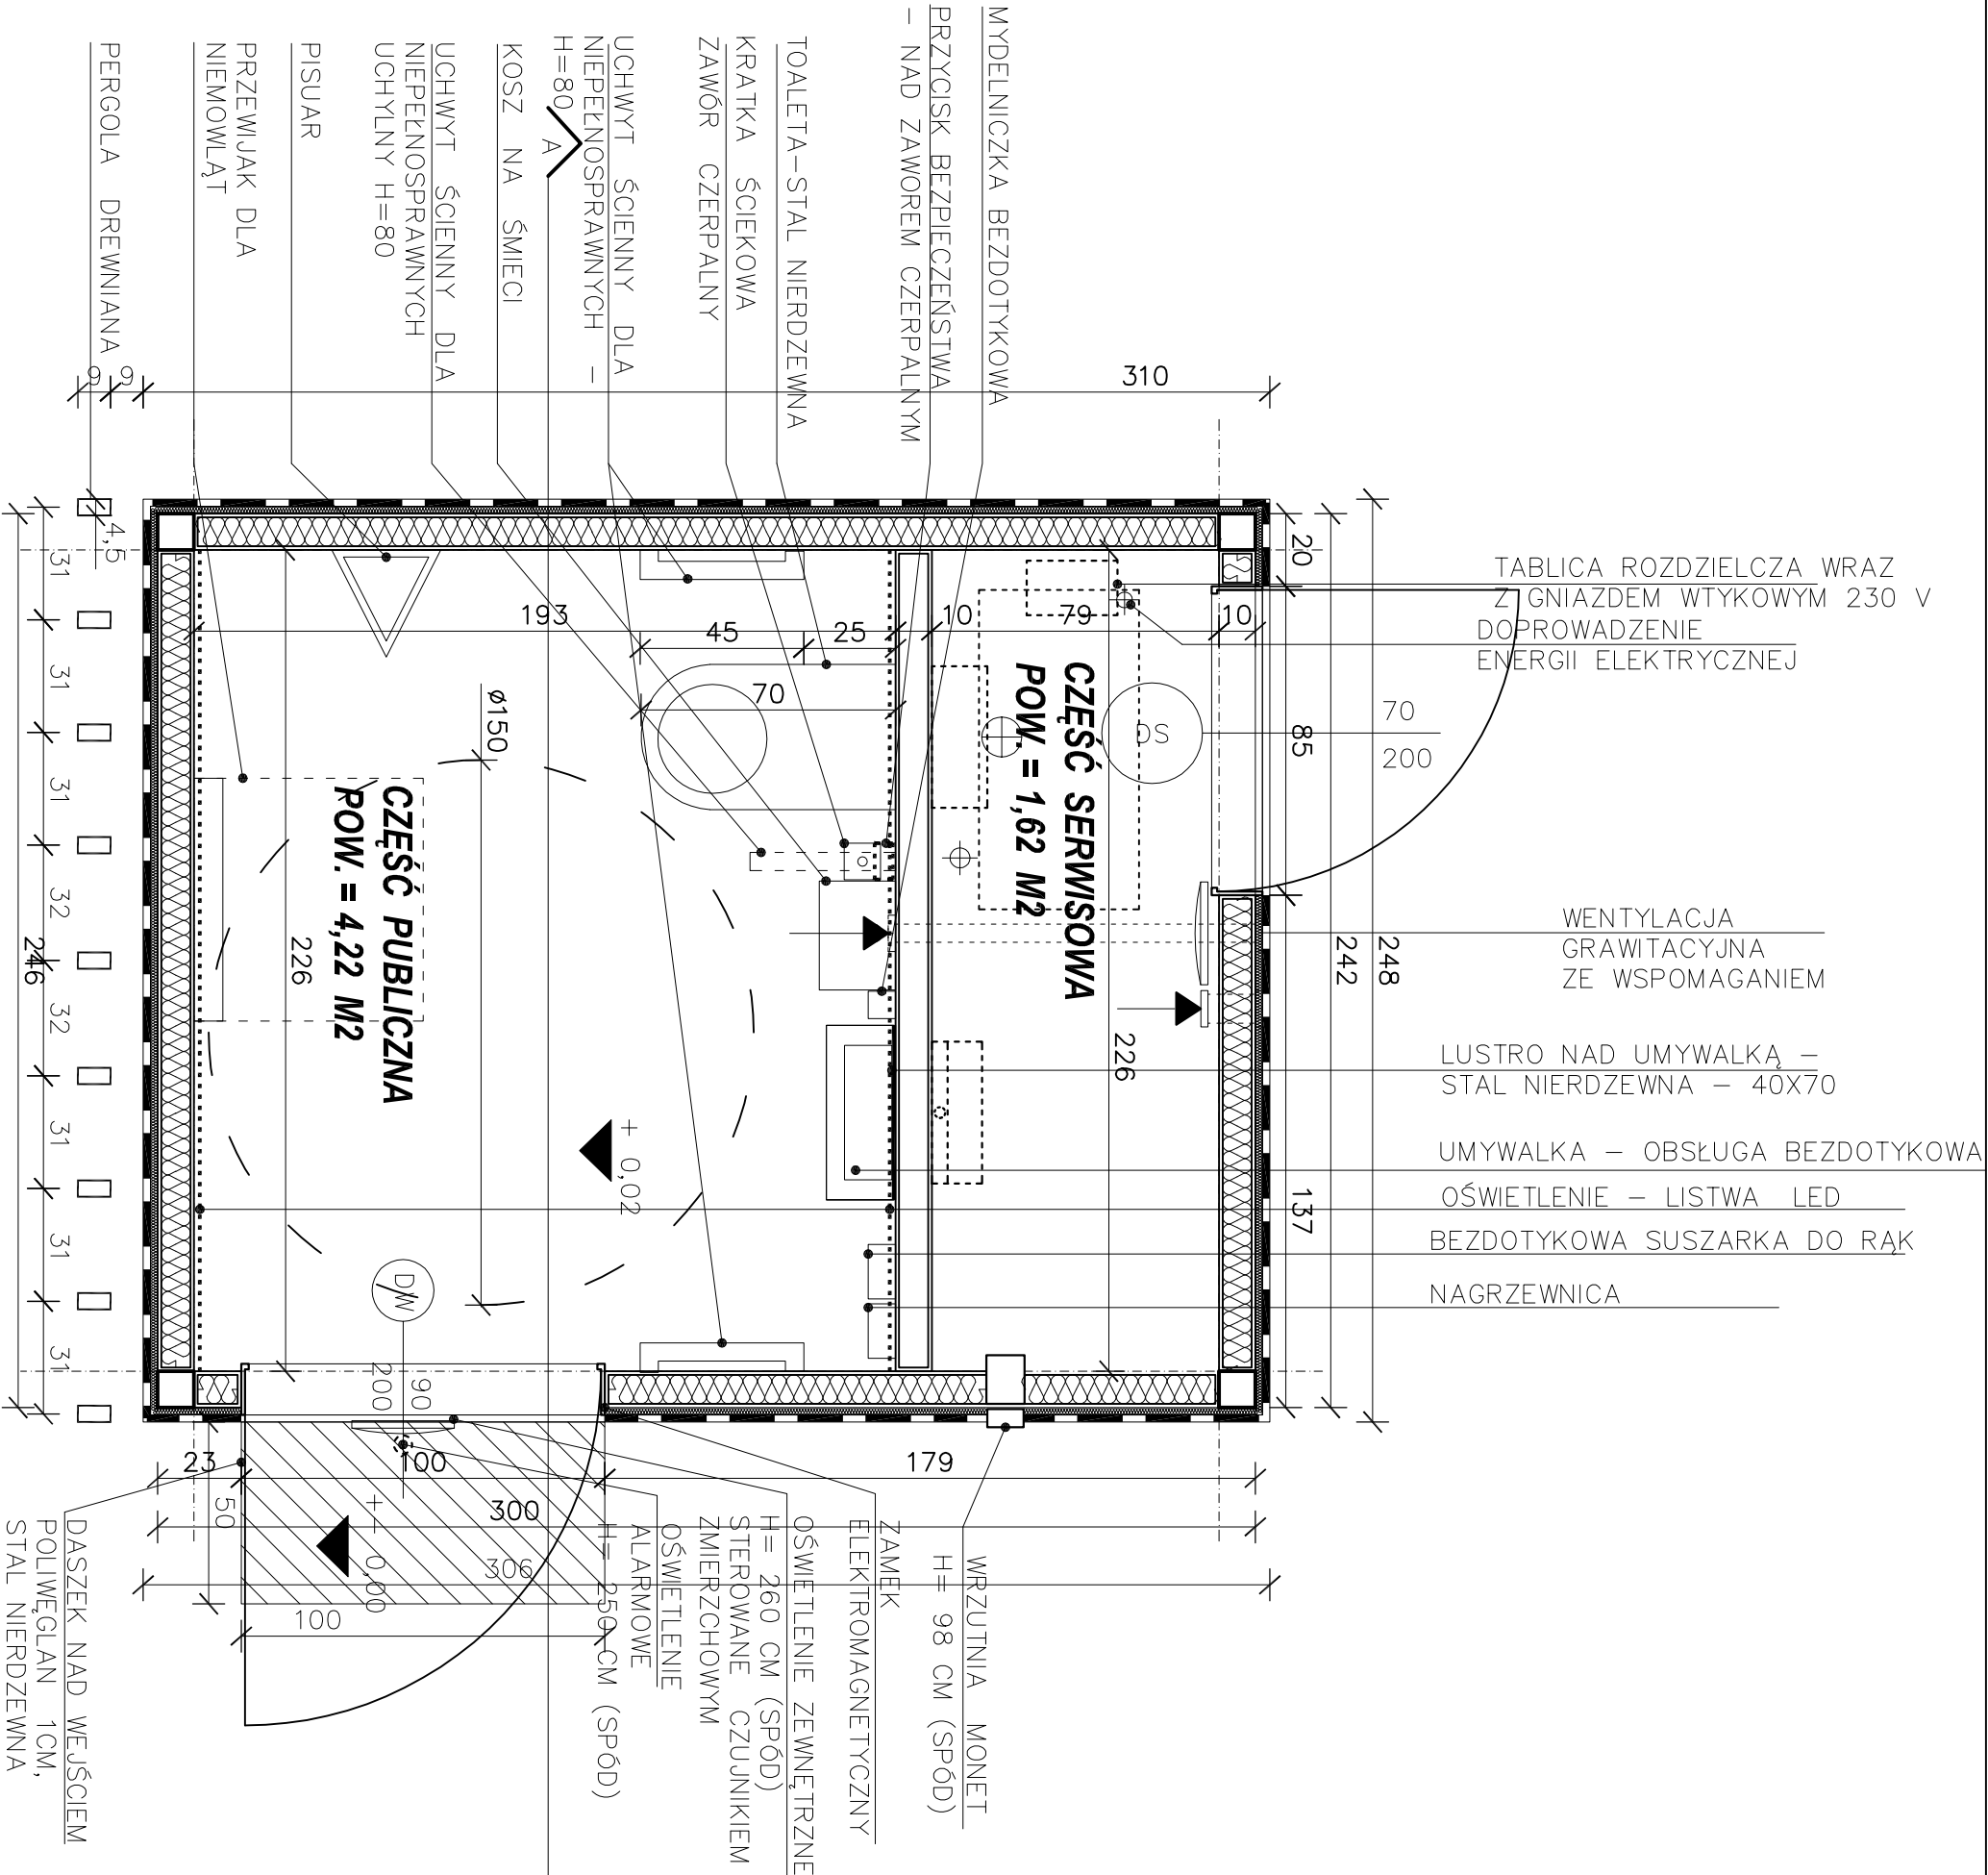 MYDELNICZKA BEZDOTYKOWA
PRZYCISK BEZPIECZEŃSTWA
- NAD ZAWOREM CZERPALNYM
TOALETA-STAL NIERDZEWNA
KRATKA ŚCIEKOWA
ZAWÓR CZERPALNY
UCHWYT ŚCIENNY DLA
NIEPEŁNOSPRAWNYCH -
H=80
A
KOSZ NA ŚMIECI
UCHWYT ŚCIENNY DLA
NIEPEŁNOSPRAWNYCH
UCHYLNY H=80
PISUAR
PRZEWIJAK DLA
NIEMOWLĄT
PERGOLA DREWNIANA
9
9
310
TABLICA ROZDZIELCZA WRAZ
Z GNIAZDEM WTYKOWYM 230 V
DOPROWADZENIE
ENERGII ELEKTRYCZNEJ
70
200
DS
WENTYLACJA
GRAWITACYJNA
ZE WSPOMAGANIEM
LUSTRO NAD UMYWALKĄ -
STAL NIERDZEWNA - 40X70
UMYWALKA - OBSŁUGA BEZDOTYKOWA
OŚWIETLENIE - LISTWA LED
BEZDOTYKOWA SUSZARKA DO RĄK
NAGRZEWNICA
20
85
137
242
248
193
45
25
10
79
10
70
ø150
226
226
CZĘŚĆ SERWISOWA
POW. = 1,62 M2
CZĘŚĆ PUBLICZNA
POW. = 4,22 M2
+ 0,02
D/W
90
200
4,5
31
31
31
32
32
31
31
31
246
23
100
179
300
306
50
100
+- 0,00
WRZUTNIA MONET
H= 98 CM (SPÓD)
ZAMEK
ELEKTROMAGNETYCZNY
OŚWIETLENIE ZEWNĘTRZNE
H= 260 CM (SPÓD)
STEROWANE CZUJNIKIEM
ZMIERZCHOWYM
OŚWIETLENIE
ALARMOWE
H= 250 CM (SPÓD)
DASZEK NAD WEJŚCIEM
POLIWĘGLAN 1CM,
STAL NIERDZEWNA